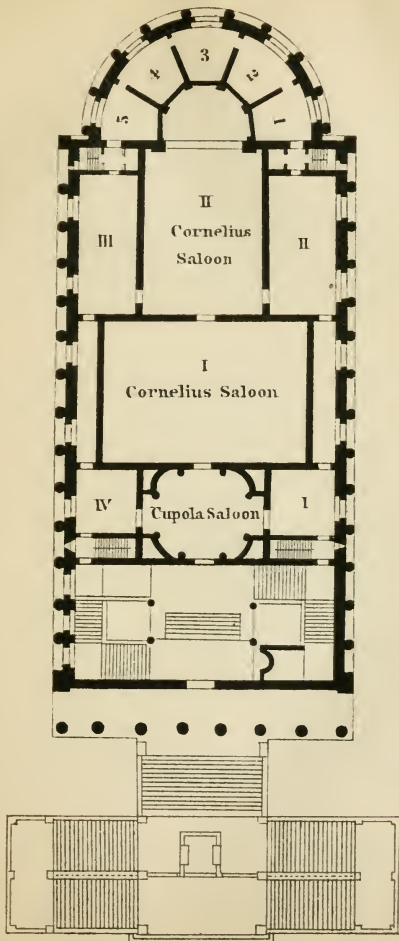 3
4 2
5 1
II
Cornelius
Saloon
III II
I
Cornelius Saloon
IV Cupola Saloon I